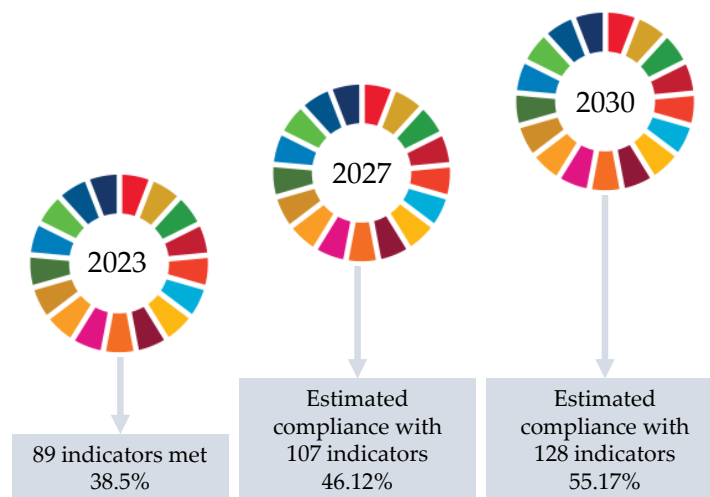 2023
89 indicators met
38.5%
2027
Estimated
compliance with
107 indicators
46.12%
2030
Estimated
compliance with
128 indicators
55.17%